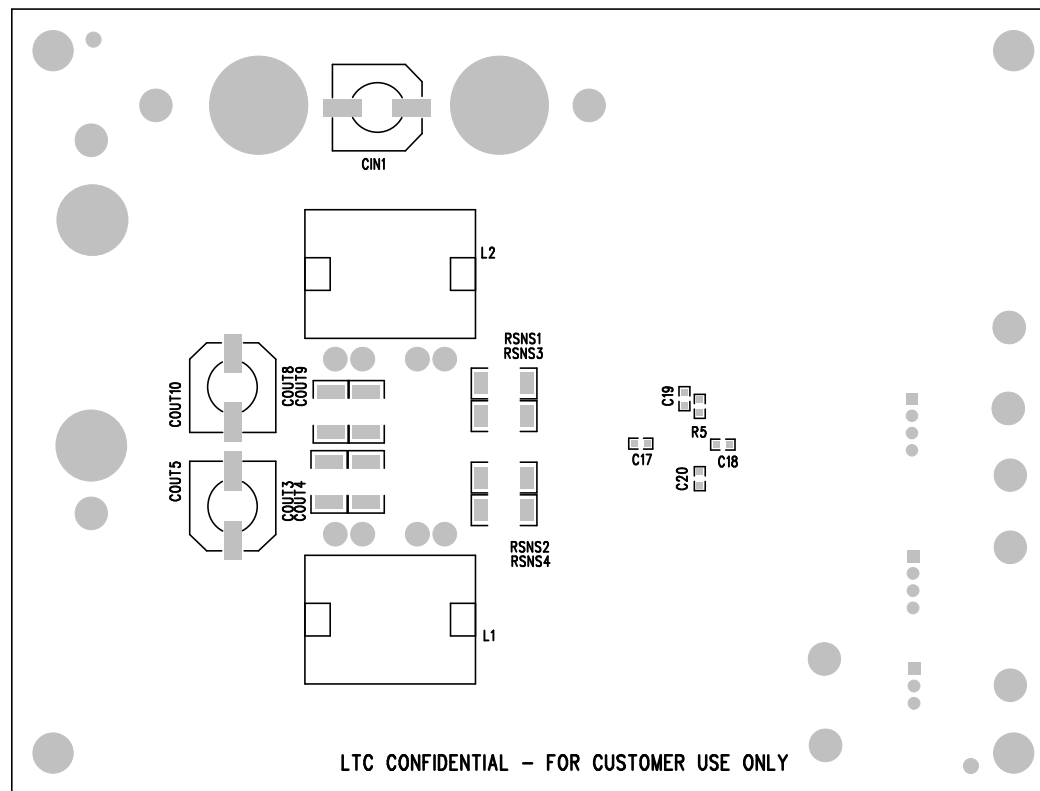 CIN1
L2
RSNS1
RSNS3
COUT8
COUT9
COUT10
C19
R5
C17
C18
C20
COUT5
COUT3
COUT4
RSNS2
RSNS4
L1
LTC CONFIDENTIAL - FOR CUSTOMER USE ONLY